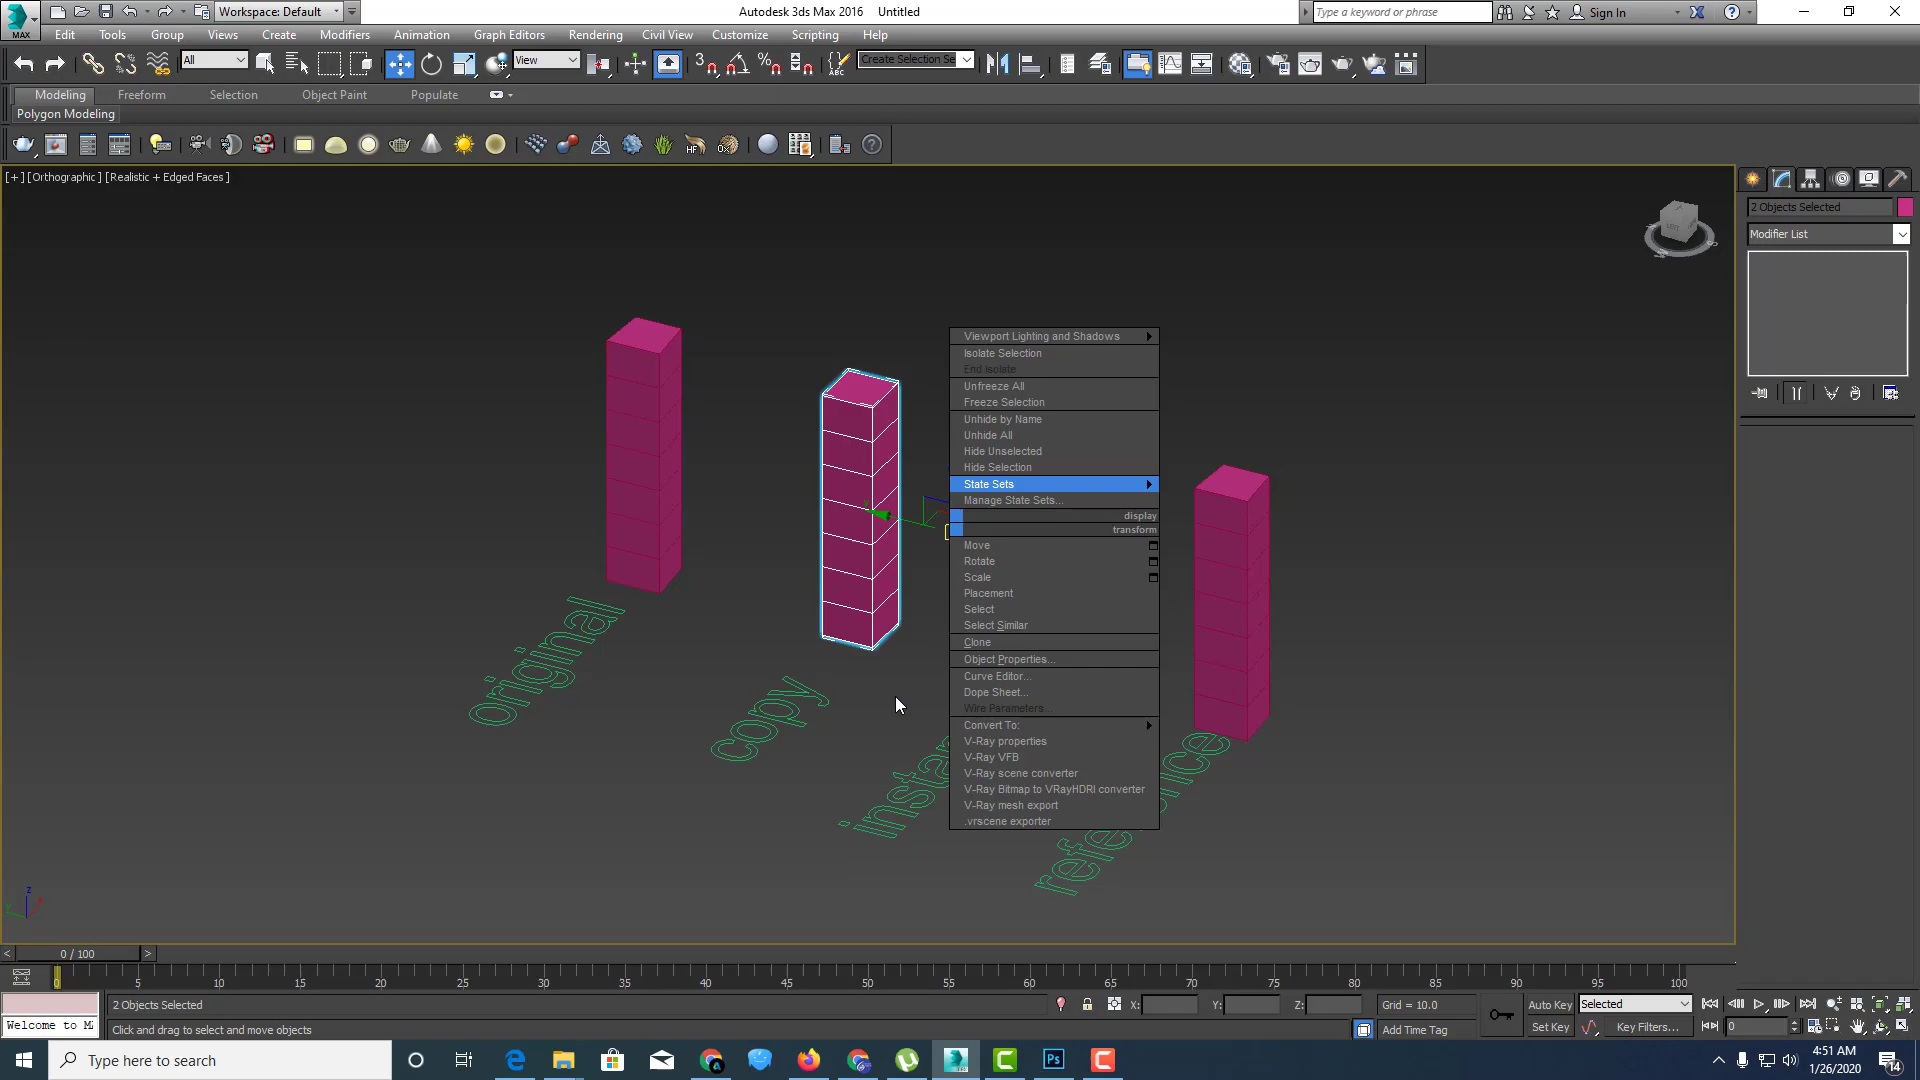 Workspace: Default
Autodesk 3ds Max 2016 Untitled
Type a keyword or phrase
Sign In
MAX
Edit Tools Group Views Create Modifiers Animation Graph Editors Rendering Civil View Customize Scripting Help
All
View
3
ABC
Create Selection Se
Modeling Freeform Selection Object Paint Populate
Polygon Modeling
HF
[+] [Orthographic] [Realistic + Edged Faces]
2 Objects Selected
Modifier List
Viewport Lighting and Shadows
Isolate Selection
End Isolate
Unfreeze All
Freeze Selection
Unhide by Name
Unhide All
Hide Unselected
Hide Selection
State Sets
Manage State Sets...
display
transform
Move
Rotate
Scale
Placement
Select
Select Similar
Clone
Object Properties...
Curve Editor...
Dope Sheet...
Wire Parameters...
Convert To:
V-Ray properties
V-Ray VFB
V-Ray scene converter
V-Ray Bitmap to VRayHDRI converter
V-Ray mesh export
.vrscene exporter
original
copy
z
0 / 100
0 5 10 15 20 25 30 35 40 45 50 55 60 65 70 75 80 85 90 95 100
2 Objects Selected
X: Y: Z: Grid = 10.0
Auto Key Selected
Welcome to
Click and drag to select and move objects
Add Time Tag
Set Key Key Filters...
0
Type here to search
Ps
4:51 AM
1/26/2020
14